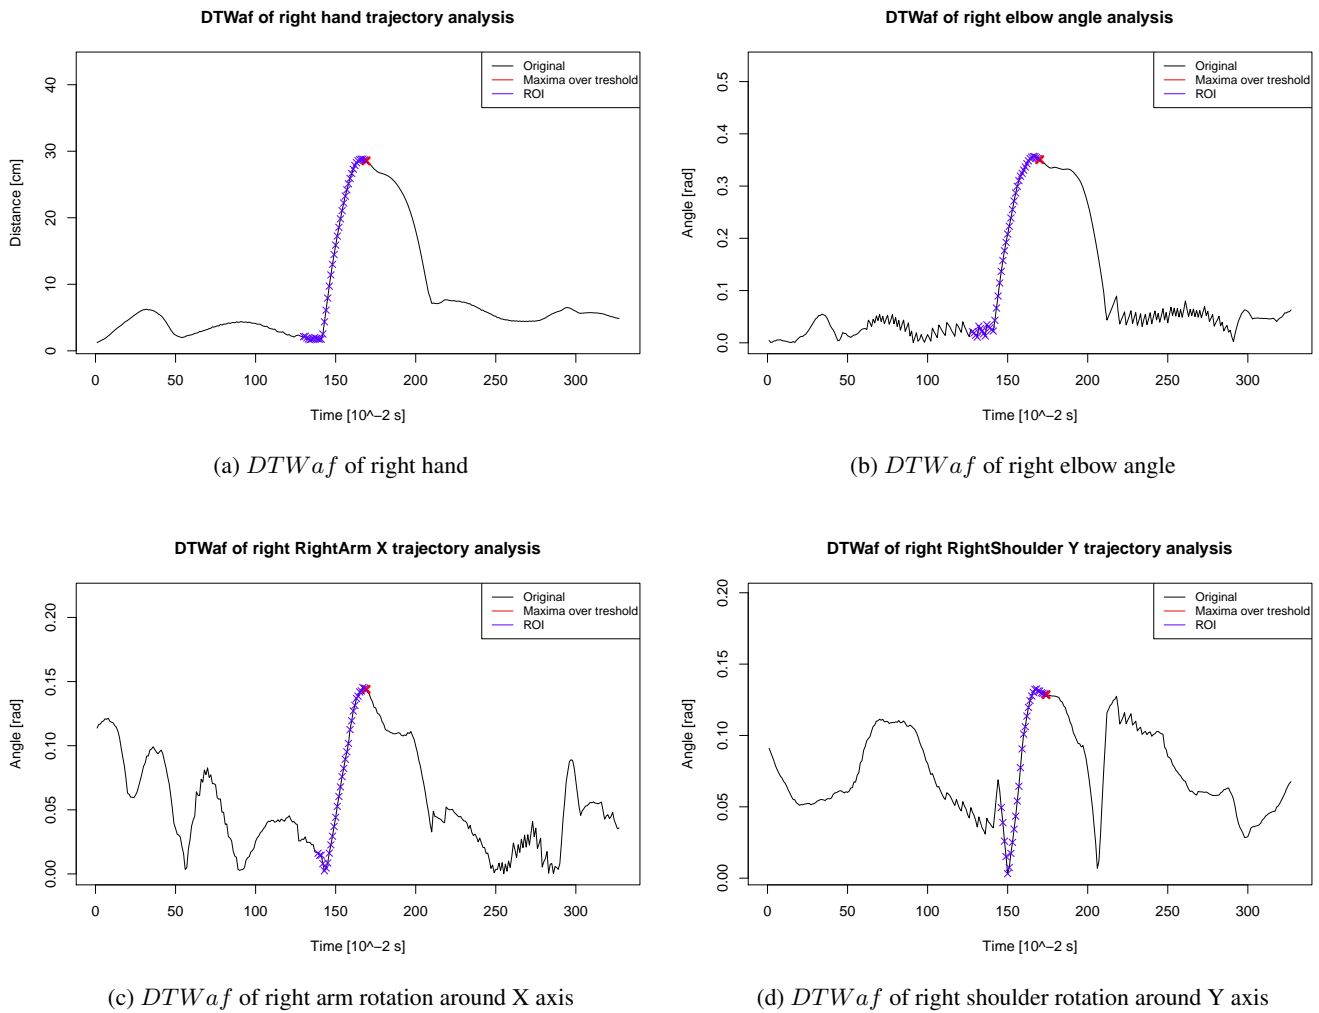 DTWaf of right hand trajectory analysis
Original
Maxima over treshold
ROI
40
30
20
10
0
Distance [cm]
0 50 100 150 200 250 300
Time [10^−2 s]
(a) DTWaf of right hand
DTWaf of right elbow angle analysis
Original
Maxima over treshold
ROI
0.5
0.4
0.3
0.2
0.1
0.0
Angle [rad]
0 50 100 150 200 250 300
Time [10^−2 s]
(b) DTWaf of right elbow angle
DTWaf of right RightArm X trajectory analysis
Original
Maxima over treshold
ROI
0.20
0.15
0.10
0.05
0.00
Angle [rad]
0 50 100 150 200 250 300
Time [10^−2 s]
(c) DTWaf of right arm rotation around X axis
DTWaf of right RightShoulder Y trajectory analysis
Original
Maxima over treshold
ROI
0.20
0.15
0.10
0.05
0.00
Angle [rad]
0 50 100 150 200 250 300
Time [10^−2 s]
(d) DTWaf of right shoulder rotation around Y axis